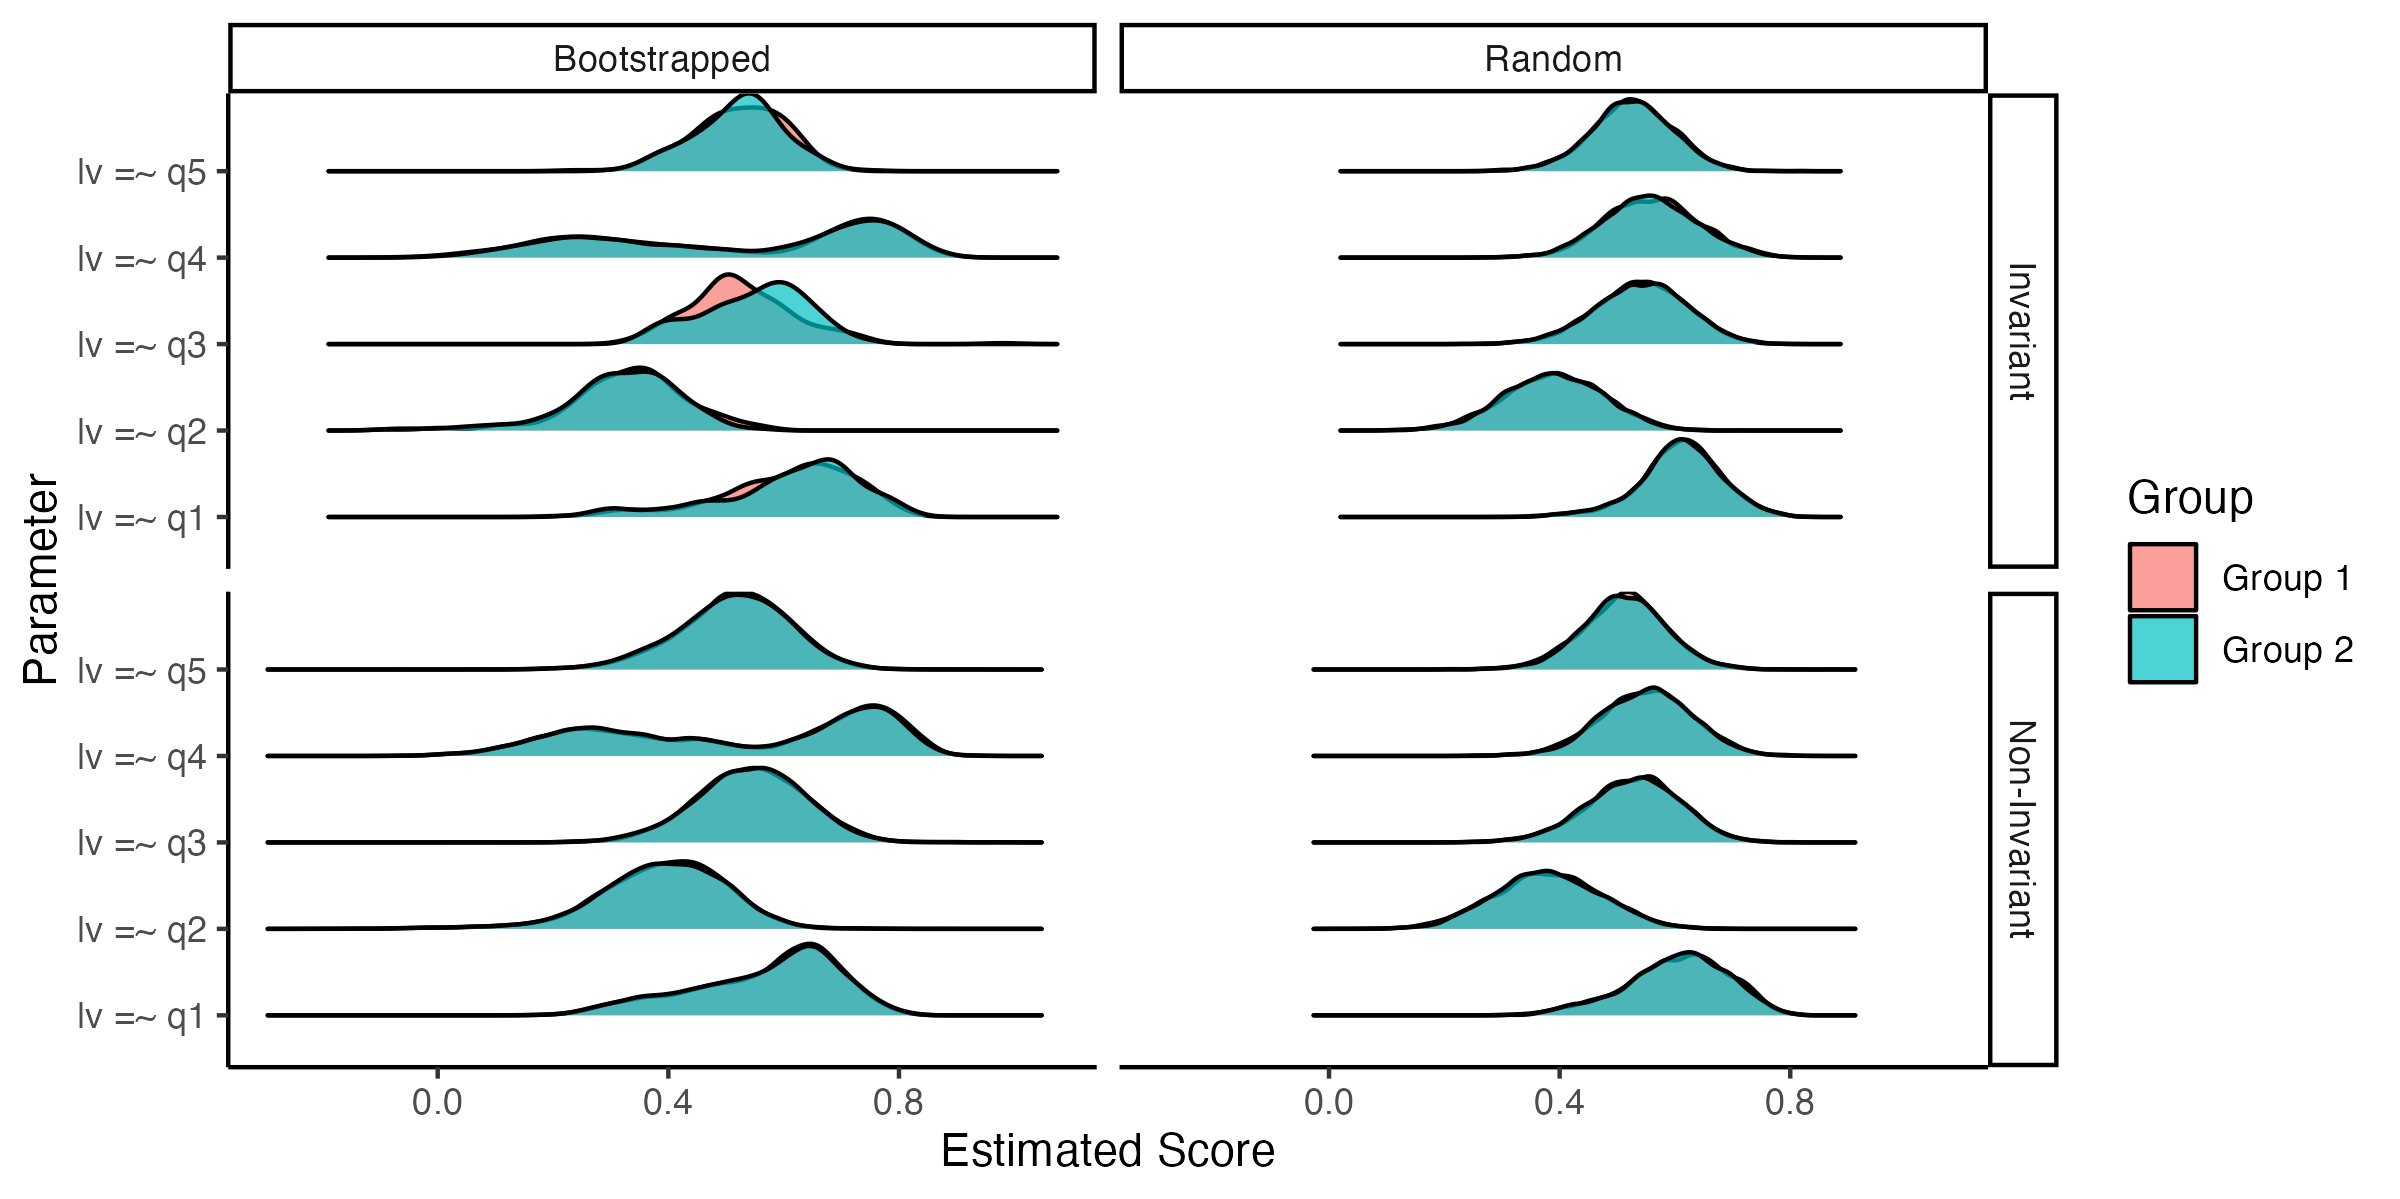 Bootstrapped
Random
lv =~ q5
lv =~ q4
lv =~ q3
lv =~ q2
lv =~ q1
Invariant
lv =~ q5
lv =~ q4
lv =~ q3
lv =~ q2
lv =~ q1
Non-Invariant
Parameter
0.0
0.4
0.8
0.0
0.4
0.8
Estimated Score
Group
Group 1
Group 2